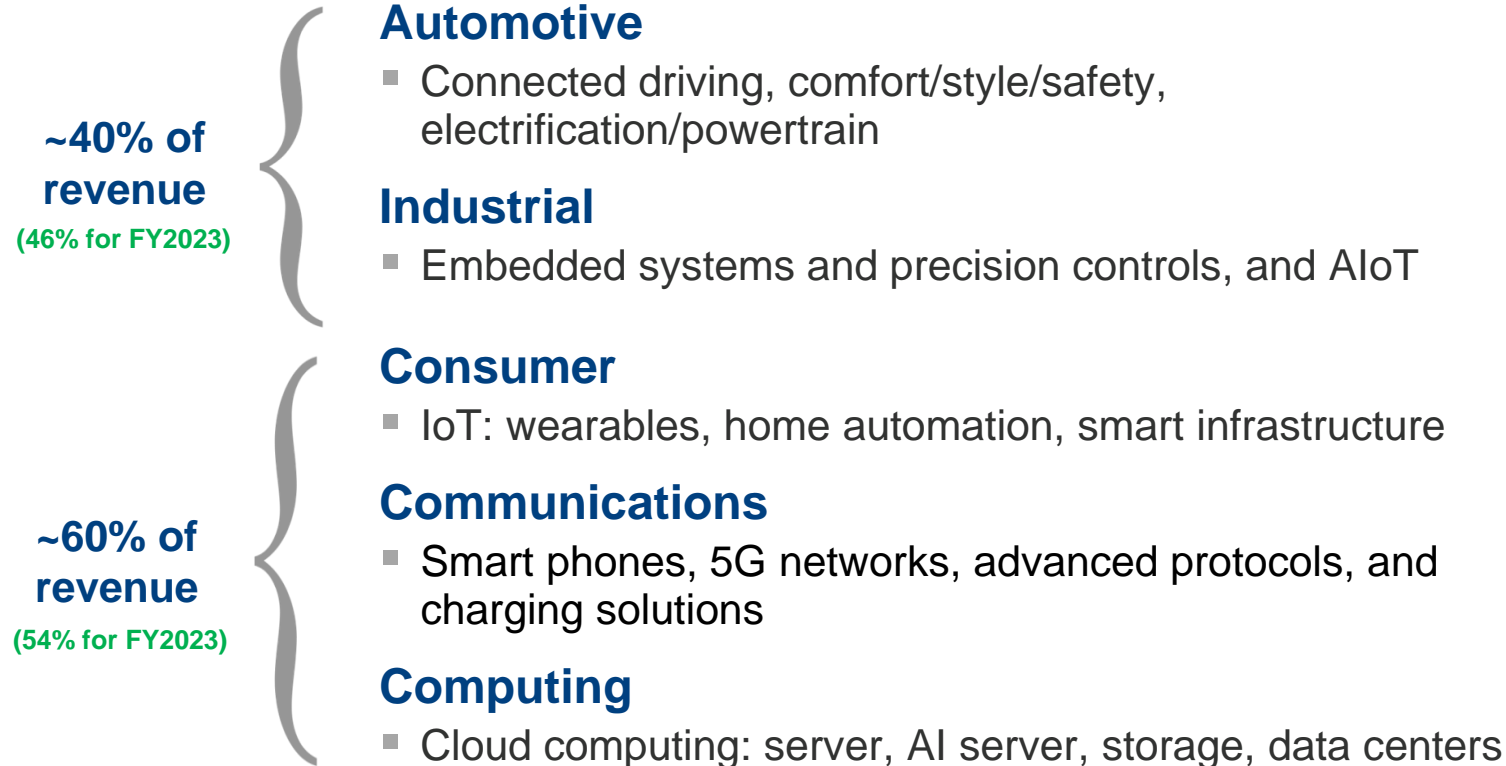 ~40% of
revenue
(46% for FY2023)
Automotive
▪ Connected driving, comfort/style/safety,
electrification/powertrain
Industrial
▪ Embedded systems and precision controls, and AIoT
~60% of
revenue
(54% for FY2023)
Consumer
▪ IoT: wearables, home automation, smart infrastructure
Communications
▪ Smart phones, 5G networks, advanced protocols, and
charging solutions
Computing
▪ Cloud computing: server, AI server, storage, data centers